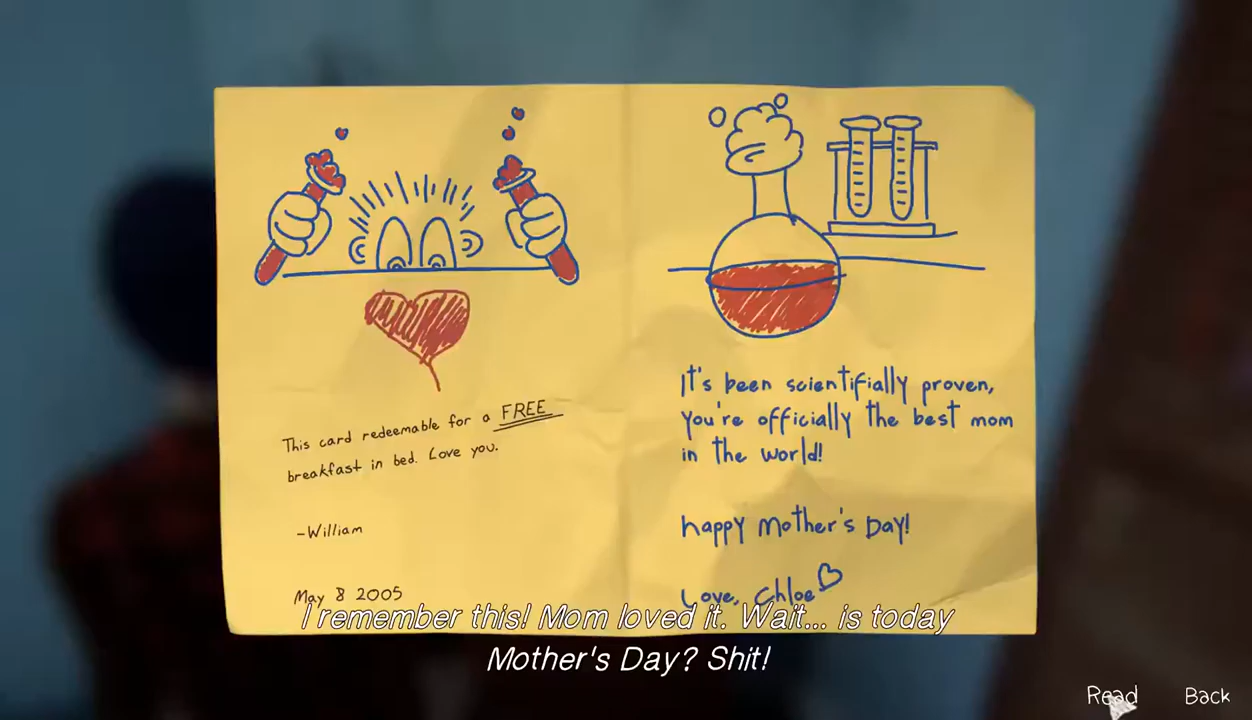 This card redeemable for a FREE
breakfast in bed. Love you.
-William
May 8 2005
It's been scientifially proven,
you're officially the best mom
in the world!
happy Mother's Day!
Love, Chloe
I remember this! Mom loved it. Wait... is today
Mother's Day? Shit!
Read
Back